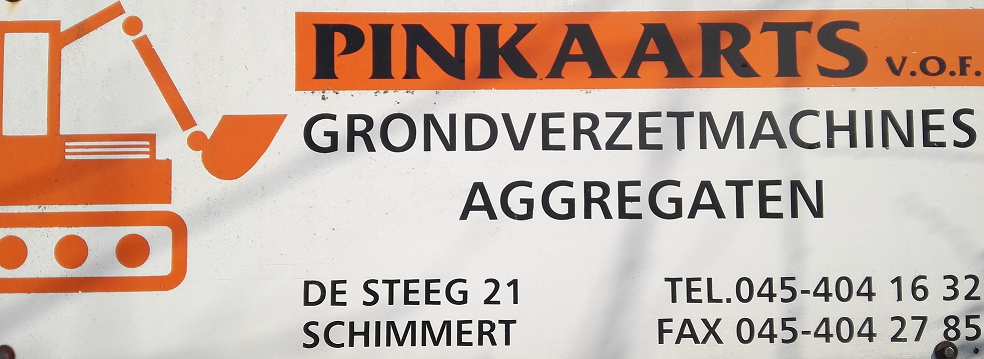 PINKAARTS V.O.F.
GRONDVERZETMACHINES
AGGREGATEN
DE STEEG 21 TEL.045-404 16 32
SCHIMMERT FAX 045-404 27 85